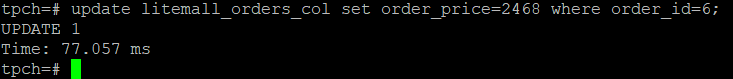 tpch=# update litemall_orders_col set order_price=2468 where order_id=6;
UPDATE 1
Time: 77.057 ms
tpch=#